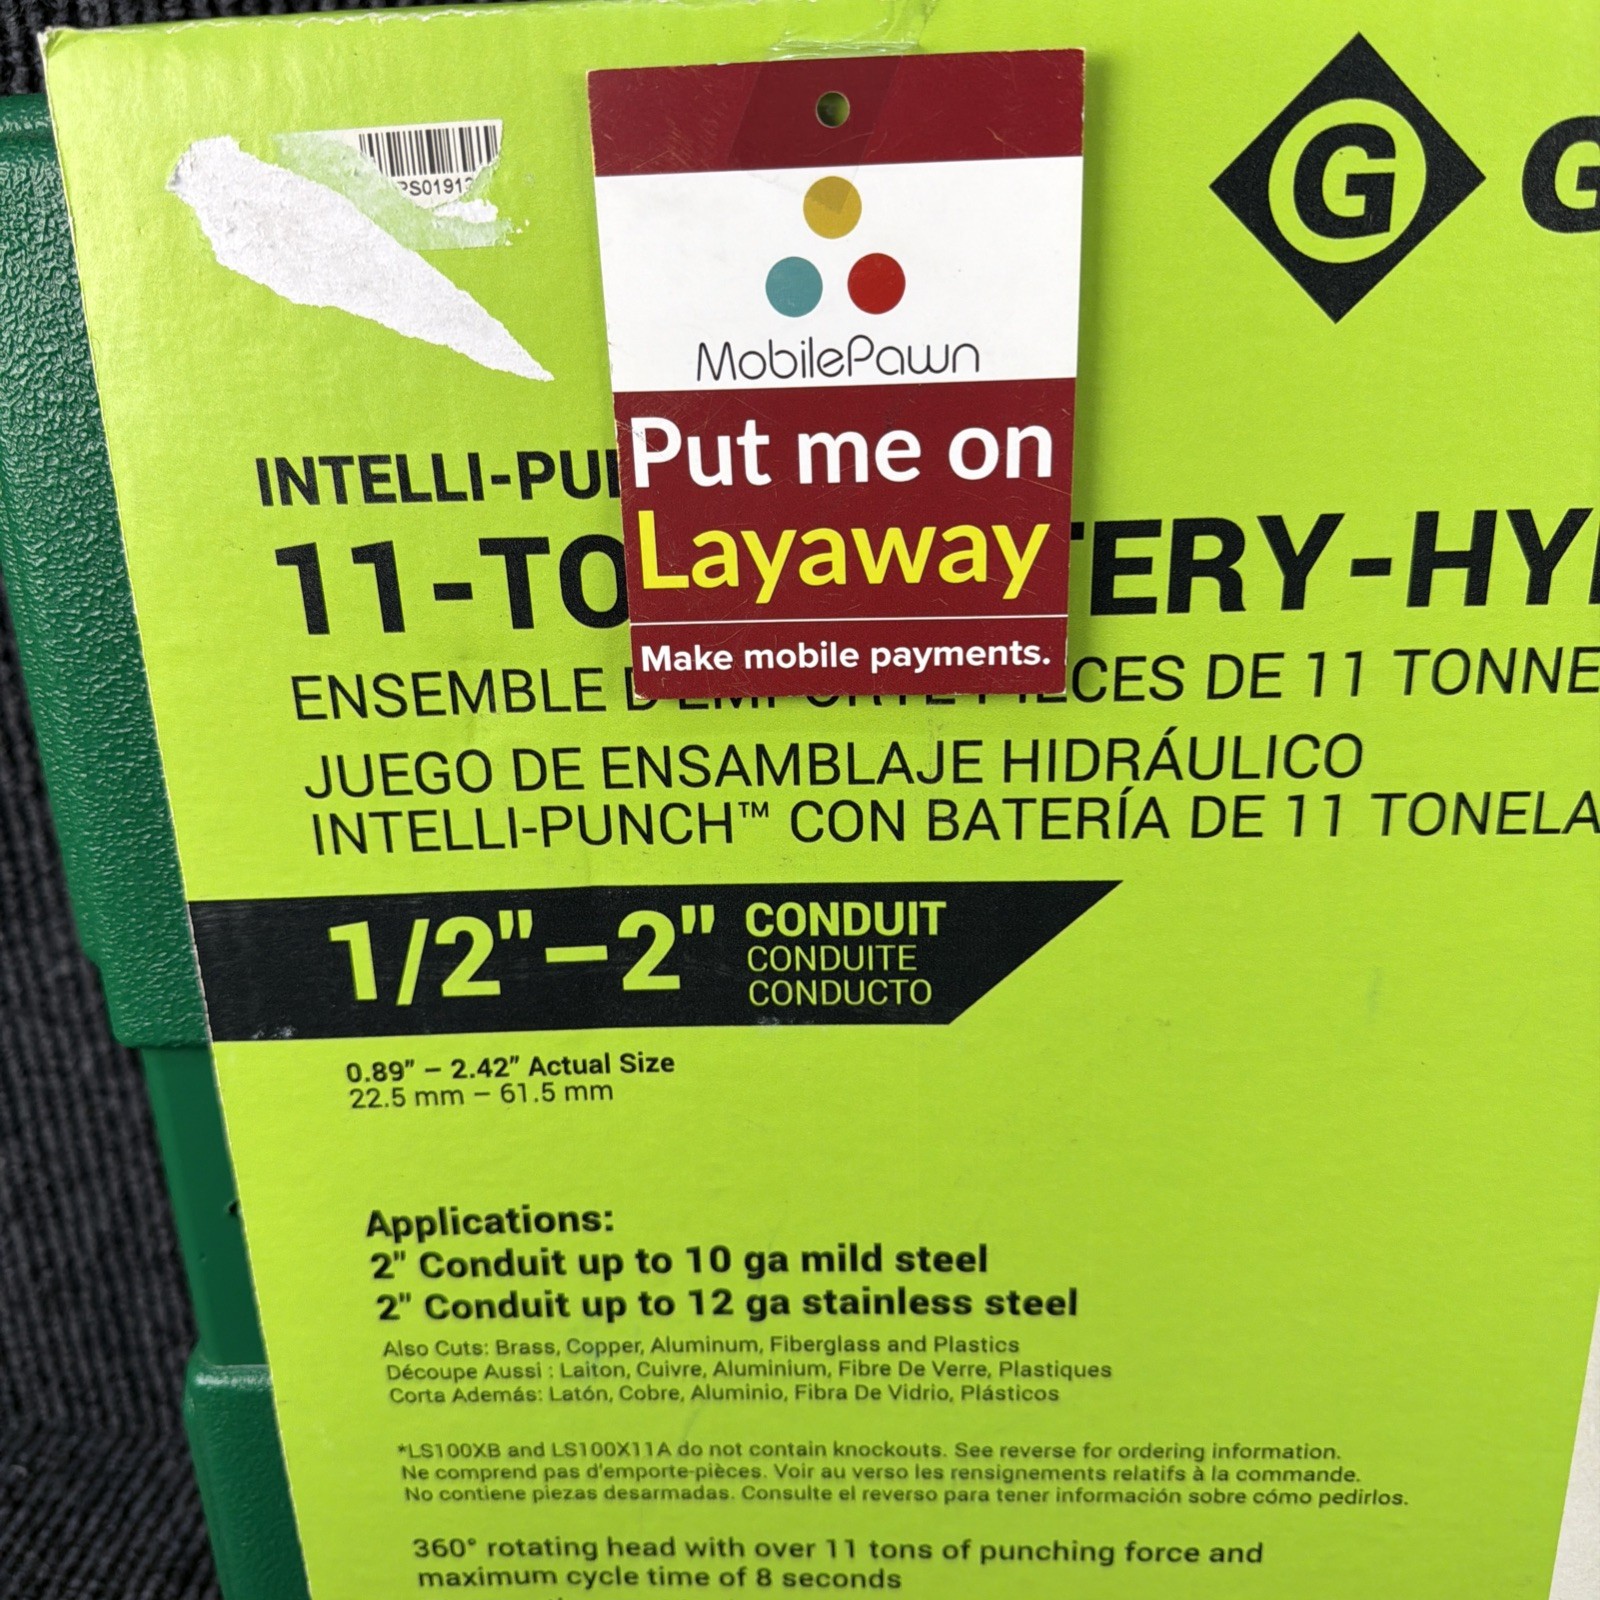 PS01913
G
G
MobilePawn
Put me on
Layaway
Make mobile payments.
INTELLI-PU
11-TO TERY-HY
ENSEMBLE D'EMPORTE-PIÈCES DE 11 TONNE
JUEGO DE ENSAMBLAJE HIDRÁULICO
INTELLI-PUNCH™ CON BATERÍA DE 11 TONELA
1/2"–2" CONDUIT
CONDUITE
CONDUCTO
0.89" – 2.42" Actual Size
22.5 mm – 61.5 mm
Applications:
2" Conduit up to 10 ga mild steel
2" Conduit up to 12 ga stainless steel
Also Cuts: Brass, Copper, Aluminum, Fiberglass and Plastics
Découpe Aussi : Laiton, Cuivre, Aluminium, Fibre De Verre, Plastiques
Corta Además: Latón, Cobre, Aluminio, Fibra De Vidrio, Plásticos
*LS100XB and LS100X11A do not contain knockouts. See reverse for ordering information.
Ne comprend pas d'emporte-pièces. Voir au verso les rensignements relatifs à la commande.
No contiene piezas desarmadas. Consulte el reverso para tener información sobre cómo pedirlos.
360° rotating head with over 11 tons of punching force and
maximum cycle time of 8 seconds